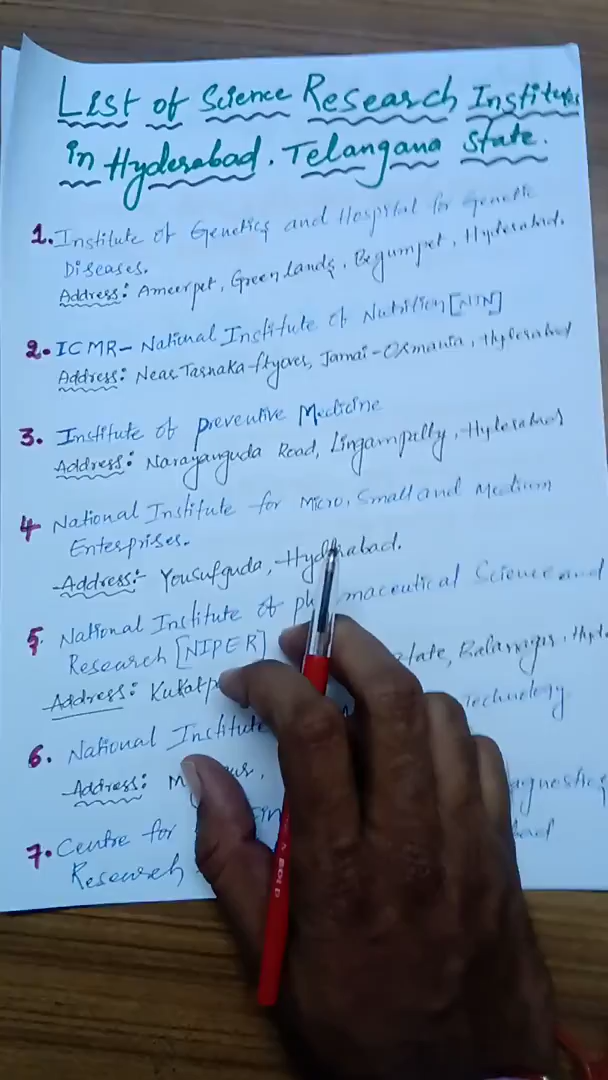 List of Science Research Institutes
in Hyderabad, Telangana State.
1. Institute of Genetics and Hospital for Genetic
Diseases.
Address: Ameerpet, Greenlands, Begumpet, Hyderabad.
2. ICMR- National Institute of Nutrition [NIN]
Address: Near Tarnaka-flyover, Jamai-Osmania, Hyderabad
3. Institute of preventive Medicine
Address: Narayanguda Road, Lingampally, Hyderabad
4 National Institute for Micro, Small and Medium
Enterprises.
Address:- Yousufguda, Hyderabad.
5. National Institute of Science and
Research [NIPER]
Address: Balanagar,
6. National Institute Technology
Address:
7. Centre for
Research